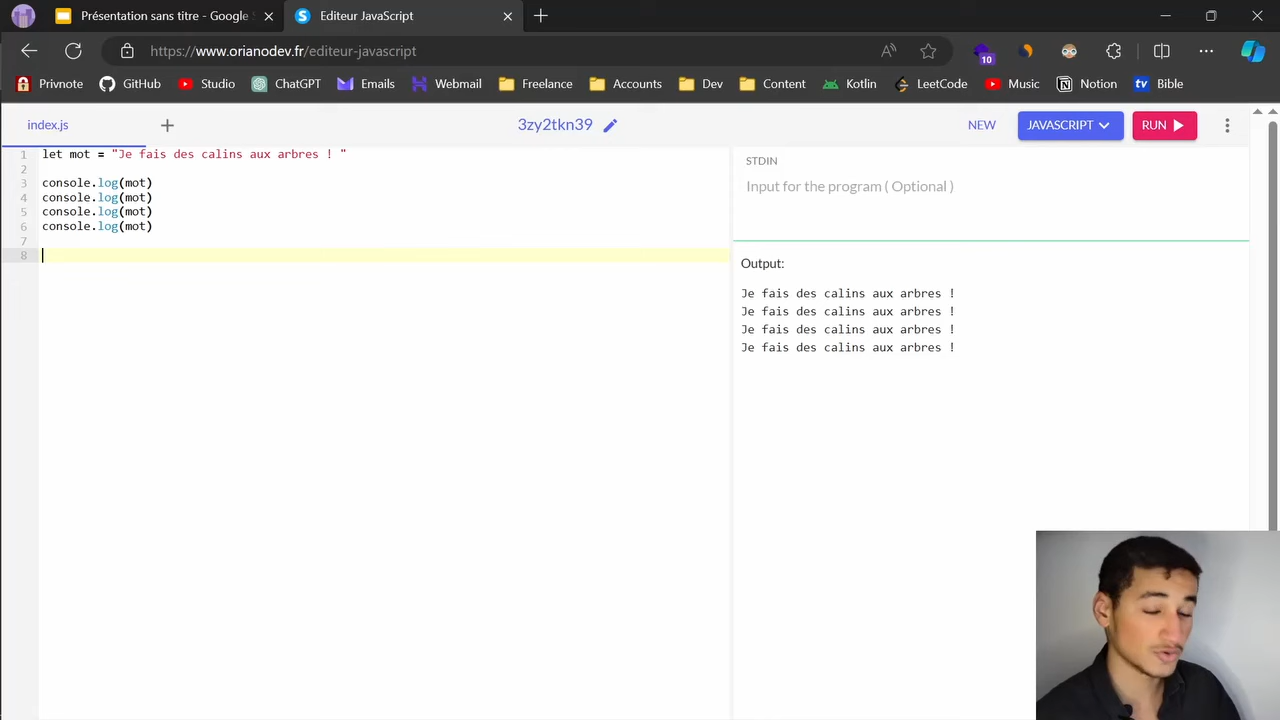 Présentation sans titre - Google S
Editeur JavaScript
https://www.orianodev.fr/editeur-javascript
10
Privnote GitHub Studio ChatGPT Emails Wermail Freelance Accounts Dev Content Kotlin LeetCode Music Notion Bible
index.js
3zy2tkn39
NEW
JAVASCRIPT
RUN
1 let mot = "Je fais des calins aux arbres ! "
2
3 console.log(mot)
4 console.log(mot)
5 console.log(mot)
6 console.log(mot)
7
8
STDIN
Input for the program ( Optional )
Output:
Je fais des calins aux arbres !
Je fais des calins aux arbres !
Je fais des calins aux arbres !
Je fais des calins aux arbres !